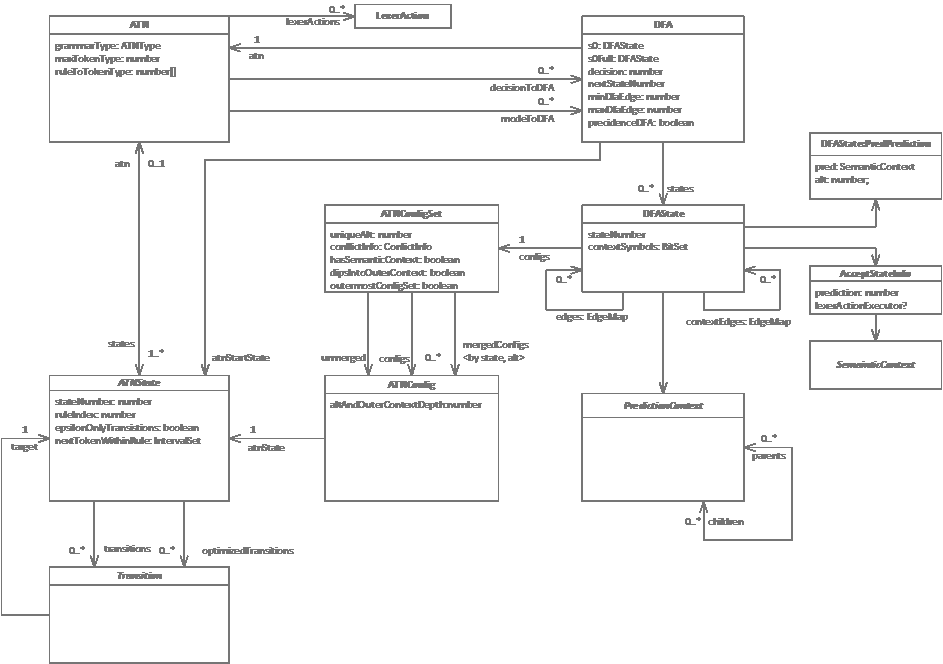 ATN
grammarType: ATNType
maxTokenType: number
ruleToTokenType: number[]
0..*
lexerActions
LexerAction
DFA
s0: DFAState
s0Full: DFAState
decision: number
nextStateNumber
minDfaEdge: number
maxDfaEdge: number
precidenceDFA: boolean
1
atn
0..*
decisionToDFA
0..*
modeToDFA
atn
0..1
0..*
states
DFAState:PredPrediction
pred: SemanticContext
alt: number;
ATNConfigSet
uniqueAlt: number
conflictInfo: ConflictInfo
hasSemanticContext: boolean
dipsIntoOuterContext: boolean
outermostConfigSet: boolean
1
configs
DFAState
stateNumber
contextSymbols: BitSet
0..*
edges: EdgeMap
0..*
contextEdges: EdgeMap
AcceptStateInfo
prediction: number
lexerActionExecutor?
SemainticContext
states
1..*
atnStartState
unmerged
configs
0..*
mergedConfigs
<by state, alt>
ATNState
stateNumber: number
ruleIndex: number
epsilonOnlyTransistions: boolean
nextTokenWithinRule: IntervalSet
1
target
1
atnState
ATNConfig
altAndOuterContextDepth:number
PredictionContext
0..*
parents
0..*
children
0..*
transitions
0..*
optimizedTransitions
Transition